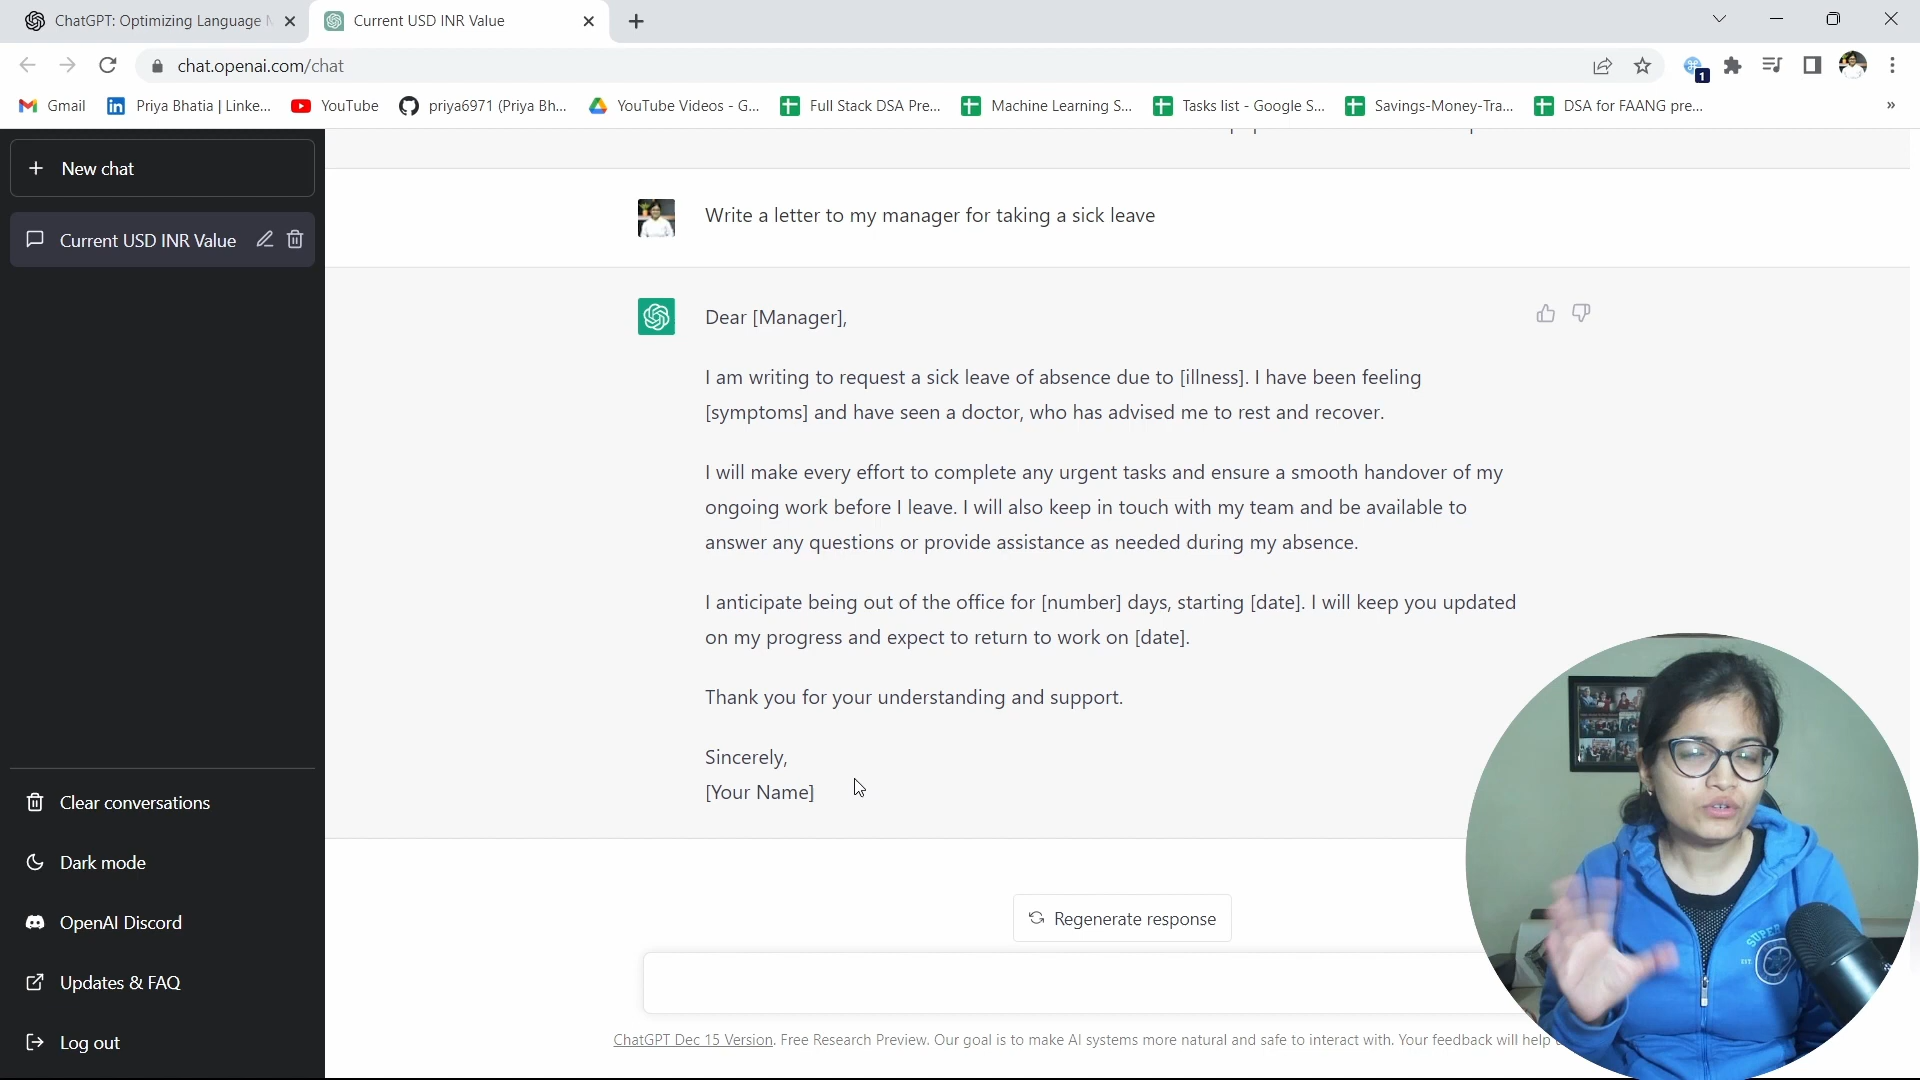 ChatGPT: Optimizing Language
Current USD INR Value
chat.openai.com/chat
1
Gmail
Priya Bhatia | Linke...
YouTube
priya6971 (Priya Bh...
YouTube Videos - G...
Full Stack DSA Pre...
Machine Learning S...
Tasks list - Google S...
Savings-Money-Tra...
DSA for FAANG pre...
»
New chat
Current USD INR Value
Write a letter to my manager for taking a sick leave
Dear [Manager],
I am writing to request a sick leave of absence due to [illness]. I have been feeling
[symptoms] and have seen a doctor, who has advised me to rest and recover.
I will make every effort to complete any urgent tasks and ensure a smooth handover of my
ongoing work before I leave. I will also keep in touch with my team and be available to
answer any questions or provide assistance as needed during my absence.
I anticipate being out of the office for [number] days, starting [date]. I will keep you updated
on my progress and expect to return to work on [date].
Thank you for your understanding and support.
Sincerely,
[Your Name]
Clear conversations
Dark mode
OpenAI Discord
Updates & FAQ
Log out
Regenerate response
ChatGPT Dec 15 Version. Free Research Preview. Our goal is to make AI systems more natural and safe to interact with. Your feedback will help
SUPER
EST.